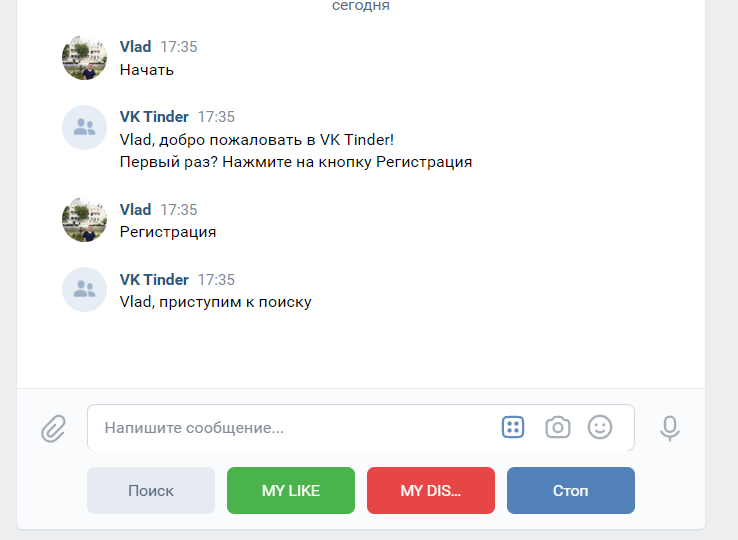 сегодня
Vlad 17:35
Начать
VK Tinder 17:35
Vlad, добро пожаловать в VK Tinder!
Первый раз? Нажмите на кнопку Регистрация
Vlad 17:35
Регистрация
VK Tinder 17:35
Vlad, приступим к поиску
Напишите сообщение...
Поиск MY LIKE MY DIS... Стоп